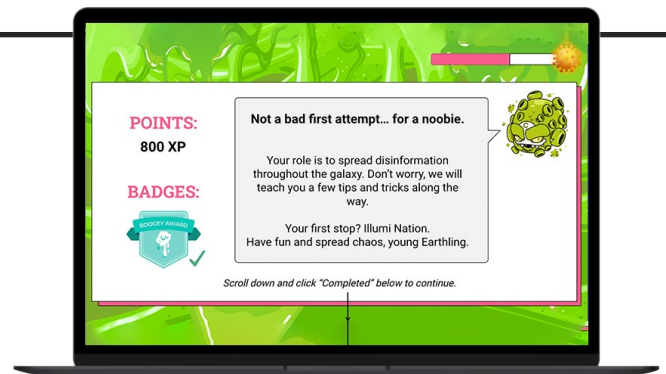 POINTS:
800 XP
BADGES:
BOOGEY AWARD
Not a bad first attempt… for a noobie.
Your role is to spread disinformation
throughout the galaxy. Don’t worry, we will
teach you a few tips and tricks along the
way.
Your first stop? Illumi Nation.
Have fun and spread chaos, young Earthling.
Scroll down and click “Completed” below to continue.